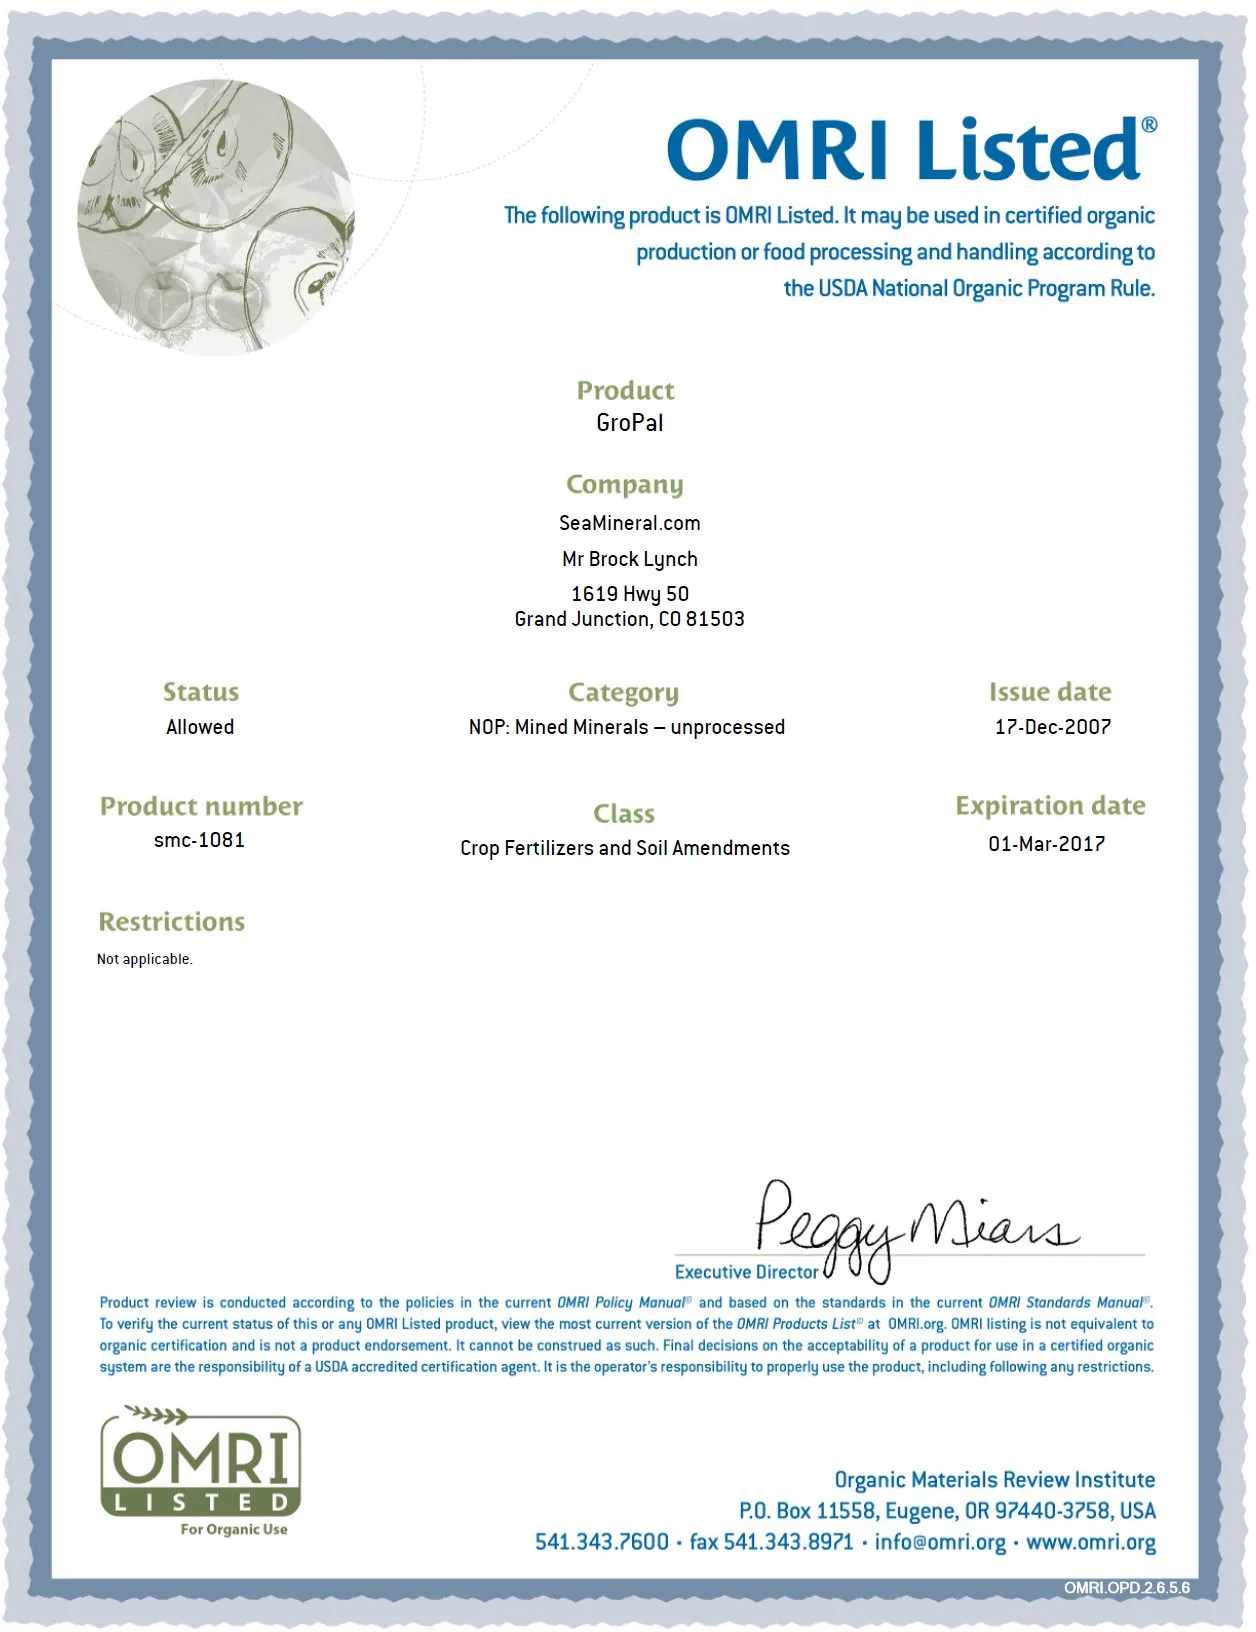 OMRI Listed®
The following product is OMRI Listed. It may be used in certified organic
production or food processing and handling according to
the USDA National Organic Program Rule.
Product
GroPal
Company
SeaMineral.com
Mr Brock Lynch
1619 Hwy 50
Grand Junction, CO 81503
Status
Allowed
Category
NOP: Mined Minerals – unprocessed
Issue date
17-Dec-2007
Product number
smc-1081
Class
Crop Fertilizers and Soil Amendments
Expiration date
01-Mar-2017
Restrictions
Not applicable.
Peggy Miars
Executive Director
Product review is conducted according to the policies in the current OMRI Policy Manual® and based on the standards in the current OMRI Standards Manual®.
To verify the current status of this or any OMRI Listed product, view the most current version of the OMRI Products List® at OMRI.org. OMRI listing is not equivalent to
organic certification and is not a product endorsement. It cannot be construed as such. Final decisions on the acceptability of a product for use in a certified organic
system are the responsibility of a USDA accredited certification agent. It is the operator's responsibility to properly use the product, including following any restrictions.
OMRI
LISTED
For Organic Use
Organic Materials Review Institute
P.O. Box 11558, Eugene, OR 97440-3758, USA
541.343.7600 • fax 541.343.8971 • info@omri.org • www.omri.org
OMRI.OPD.2.6.5.6